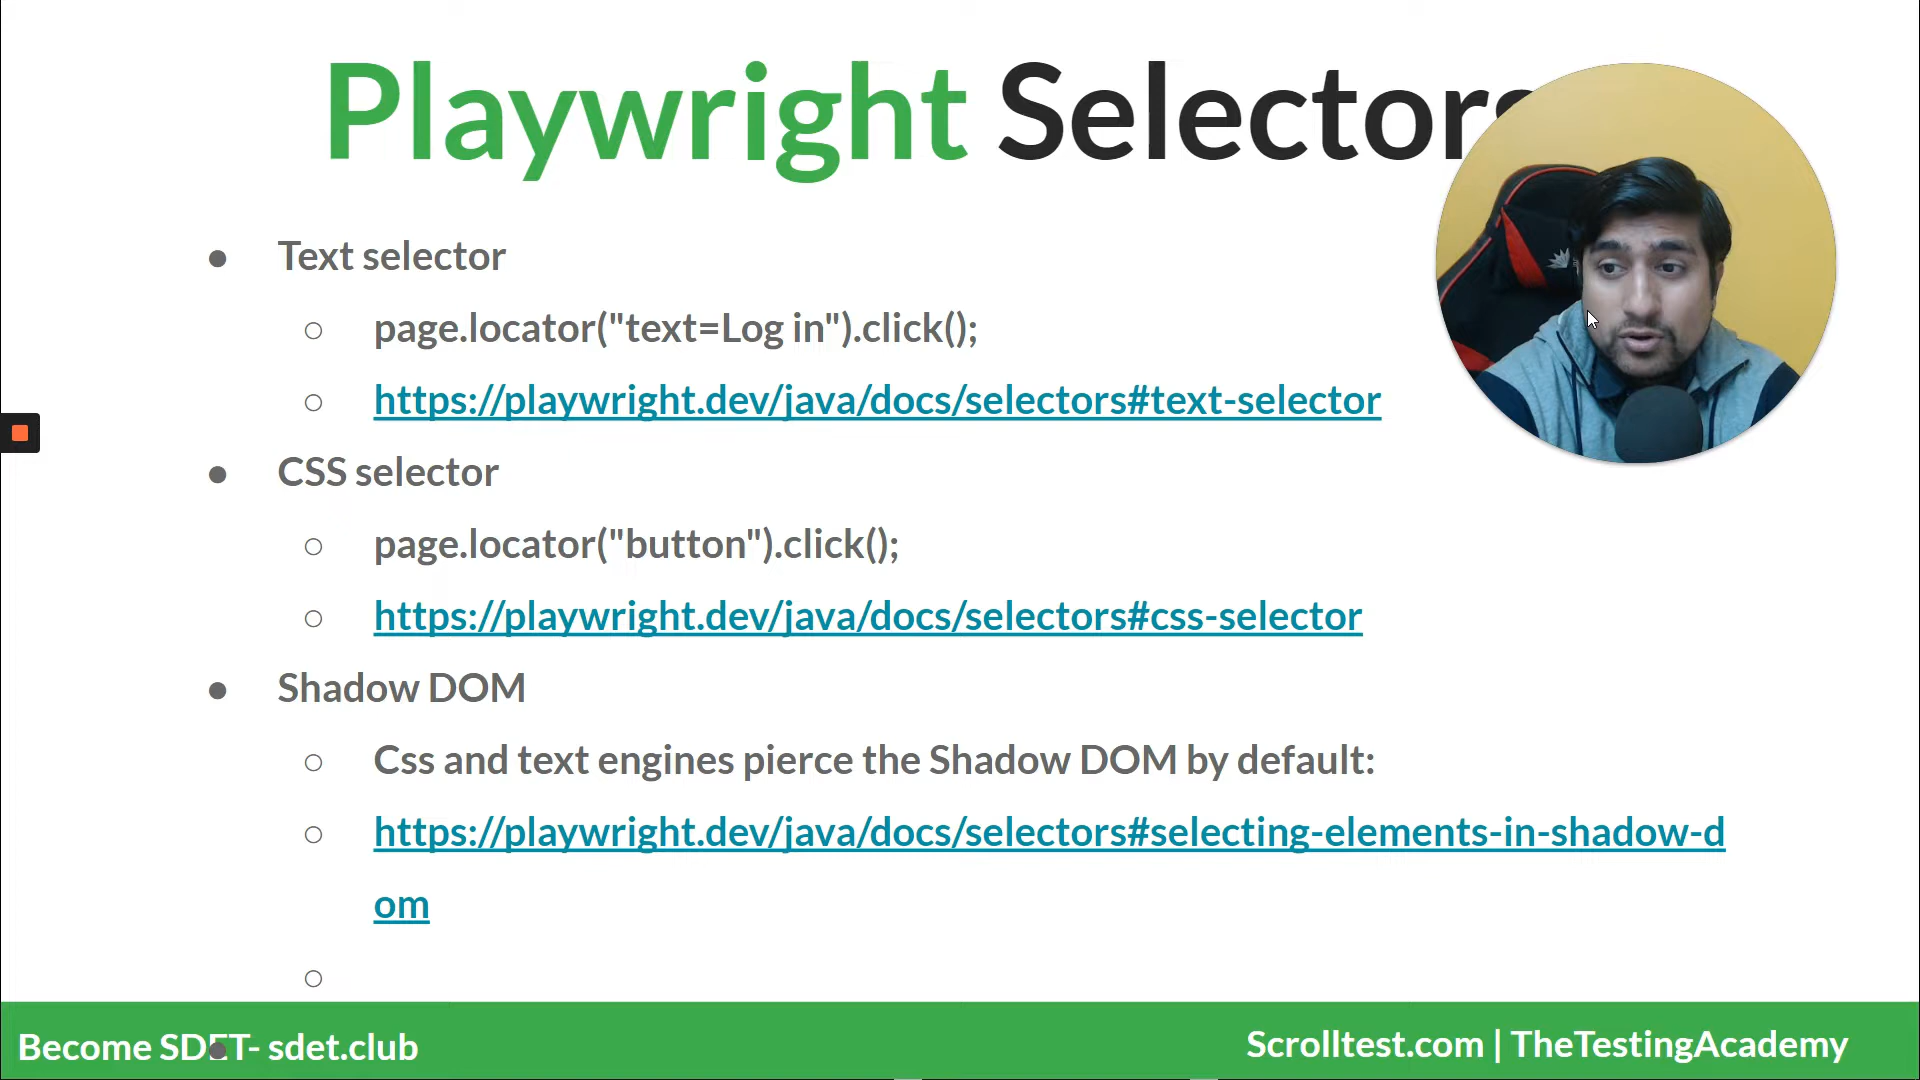 Playwright Selectors
Text selector
page.locator("text=Log in").click();
https://playwright.dev/java/docs/selectors#text-selector
CSS selector
page.locator("button").click();
https://playwright.dev/java/docs/selectors#css-selector
Shadow DOM
Css and text engines pierce the Shadow DOM by default:
https://playwright.dev/java/docs/selectors#selecting-elements-in-shadow-d
om
Become SDET- sdet.club
Scrolltest.com | TheTestingAcademy